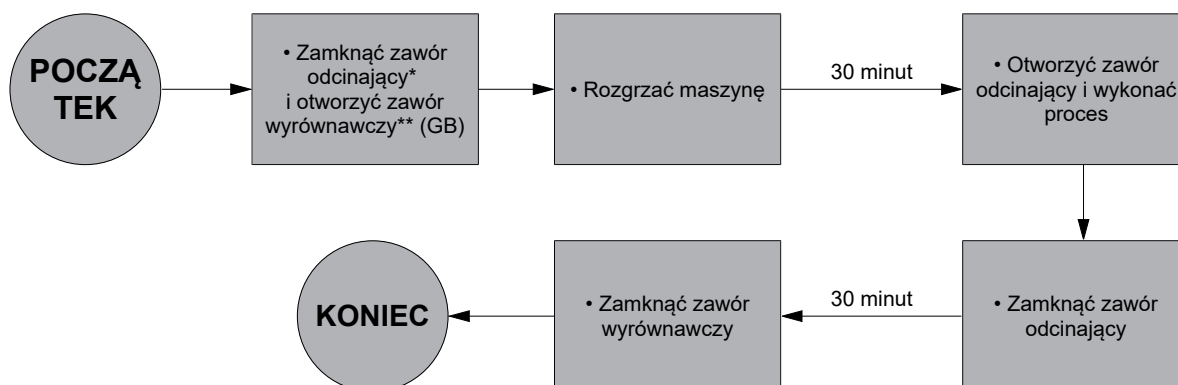 POCZĄ
TEK
• Zamknąć zawór
odcinający*
i otworzyć zawór
wyrównawczy** (GB)
• Rozgrzać maszynę
30 minut
• Otworzyć zawór
odcinający i wykonać
proces
• Zamknąć zawór
odcinający
30 minut
• Zamknąć zawór
wyrównawczy
KONIEC